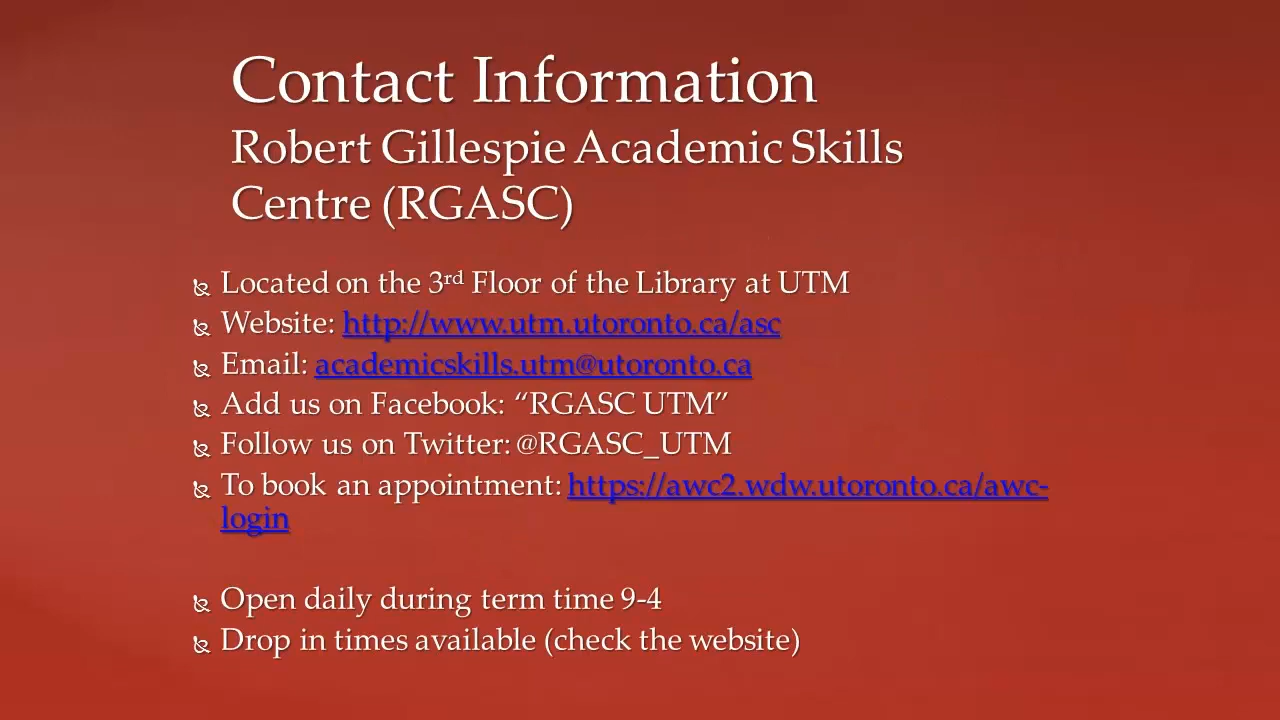 Contact Information
Robert Gillespie Academic Skills
Centre (RGASC)
Located on the 3rd Floor of the Library at UTM
Website: http://www.utm.utoronto.ca/asc
Email: academicskills.utm@utoronto.ca
Add us on Facebook: “RGASC UTM”
Follow us on Twitter: @RGASC_UTM
To book an appointment: https://awc2.wdw.utoronto.ca/awc-
login
Open daily during term time 9-4
Drop in times available (check the website)